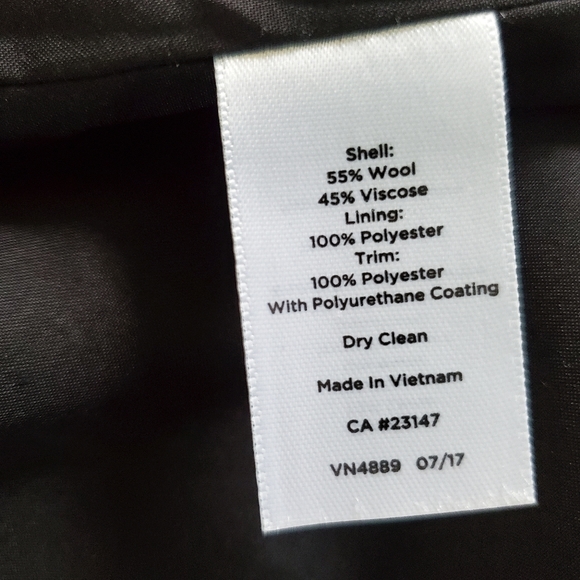 Shell:
55% Wool
45% Viscose
Lining:
100% Polyester
Trim:
100% Polyester
With Polyurethane Coating
Dry Clean
Made In Vietnam
CA #23147
VN4889 07/17